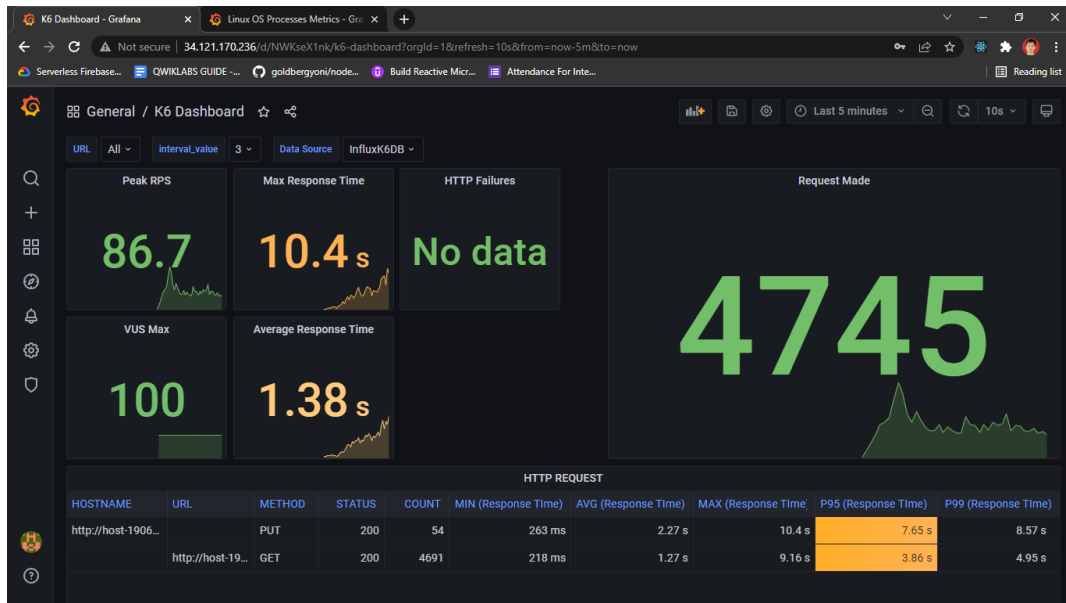 K6 Dashboard - Grafana
Linux OS Processes Metrics - Gra
Not secure 34.121.170.236/d/NWKseX1nk/k6-dashboard?orgId=1&refresh=10s&from=now-5m&to=now
Serverless Firebase... QWIKLABS GUIDE -... goldbergyoni/node... Build Reactive Micr... Attendance For Inte... Reading list
General / K6 Dashboard Last 5 minutes 10s
URL All interval_value 3 Data Source InfluxK6DB
Peak RPS Max Response Time HTTP Failures Request Made
86.7 10.4 s No data 4745
VUS Max Average Response Time
100 1.38 s
HTTP REQUEST
HOSTNAME URL METHOD STATUS COUNT MIN (Response TIme) AVG (Response TIme) MAX (Response TIme) P95 (Response TIme) P99 (Response TIme)
http://host-1906... PUT 200 54 263 ms 2.27 s 10.4 s 7.65 s 8.57 s
http://host-19... GET 200 4691 218 ms 1.27 s 9.16 s 3.86 s 4.95 s